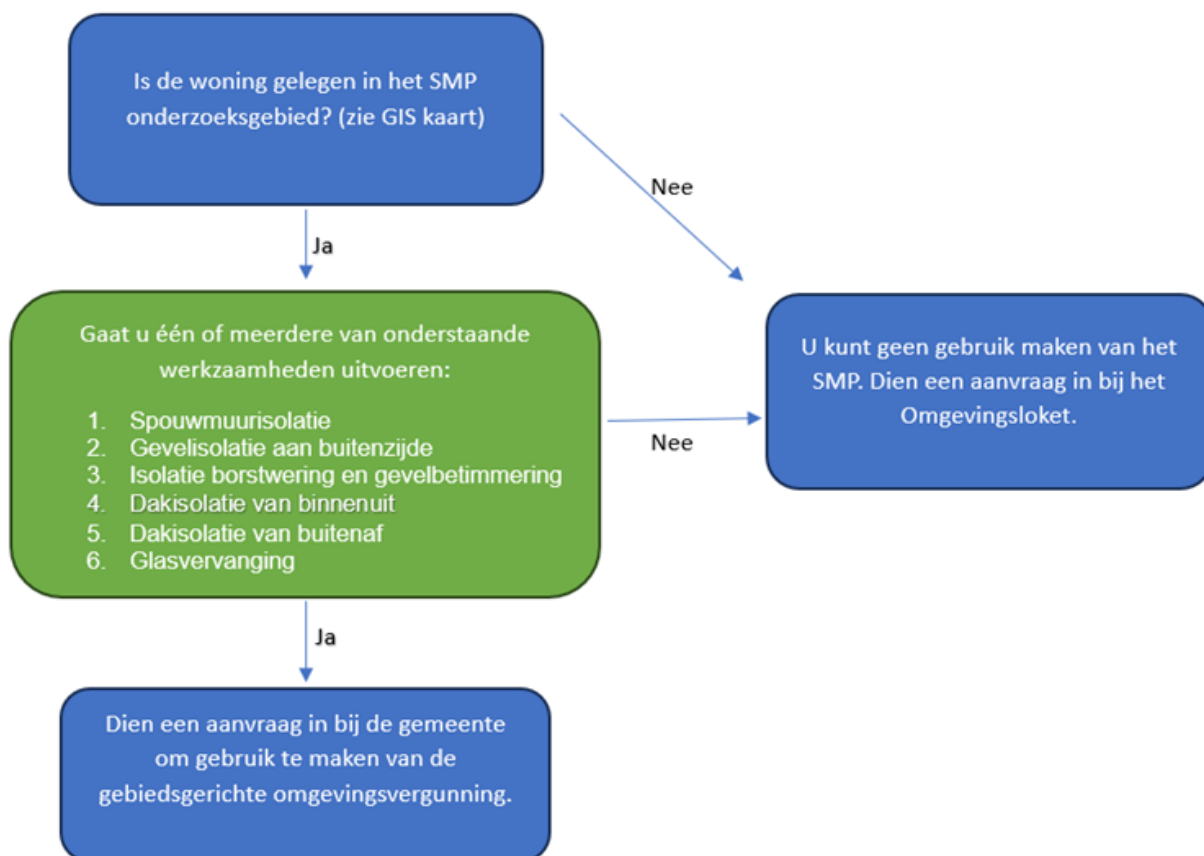 Is de woning gelegen in het SMP
onderzoeksgebied? (zie GIS kaart)
Nee
Ja
Gaat u één of meerdere van onderstaande
werkzaamheden uitvoeren:
1. Spouwmuurisolatie
2. Gevelisolatie aan buitenzijde
3. Isolatie borstwering en gevelbetimmering
4. Dakisolatie van binnenuit
5. Dakisolatie van buitenaf
6. Glasvervanging
Nee
U kunt geen gebruik maken van het
SMP. Dien een aanvraag in bij het
Omgevingsloket.
Ja
Dien een aanvraag in bij de gemeente
om gebruik te maken van de
gebiedsgerichte omgevingsvergunning.